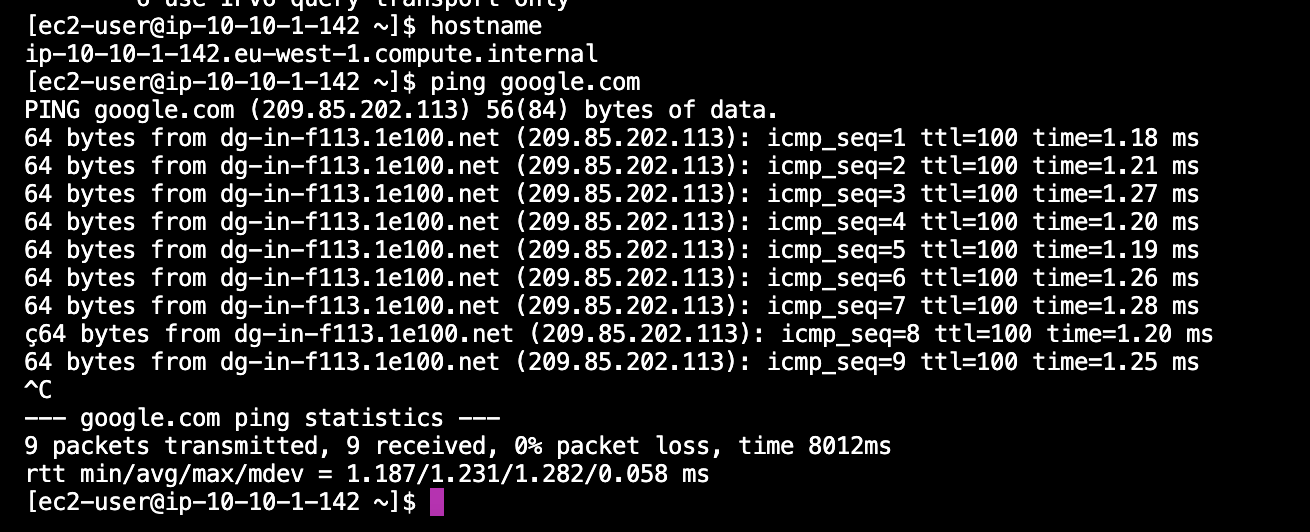 6 use IPv6 query transport only
[ec2-user@ip-10-10-1-142 ~]$ hostname
ip-10-10-1-142.eu-west-1.compute.internal
[ec2-user@ip-10-10-1-142 ~]$ ping google.com
PING google.com (209.85.202.113) 56(84) bytes of data.
64 bytes from dg-in-f113.1e100.net (209.85.202.113): icmp_seq=1 ttl=100 time=1.18 ms
64 bytes from dg-in-f113.1e100.net (209.85.202.113): icmp_seq=2 ttl=100 time=1.21 ms
64 bytes from dg-in-f113.1e100.net (209.85.202.113): icmp_seq=3 ttl=100 time=1.27 ms
64 bytes from dg-in-f113.1e100.net (209.85.202.113): icmp_seq=4 ttl=100 time=1.20 ms
64 bytes from dg-in-f113.1e100.net (209.85.202.113): icmp_seq=5 ttl=100 time=1.19 ms
64 bytes from dg-in-f113.1e100.net (209.85.202.113): icmp_seq=6 ttl=100 time=1.26 ms
64 bytes from dg-in-f113.1e100.net (209.85.202.113): icmp_seq=7 ttl=100 time=1.28 ms
ç64 bytes from dg-in-f113.1e100.net (209.85.202.113): icmp_seq=8 ttl=100 time=1.20 ms
64 bytes from dg-in-f113.1e100.net (209.85.202.113): icmp_seq=9 ttl=100 time=1.25 ms
^C
--- google.com ping statistics ---
9 packets transmitted, 9 received, 0% packet loss, time 8012ms
rtt min/avg/max/mdev = 1.187/1.231/1.282/0.058 ms
[ec2-user@ip-10-10-1-142 ~]$